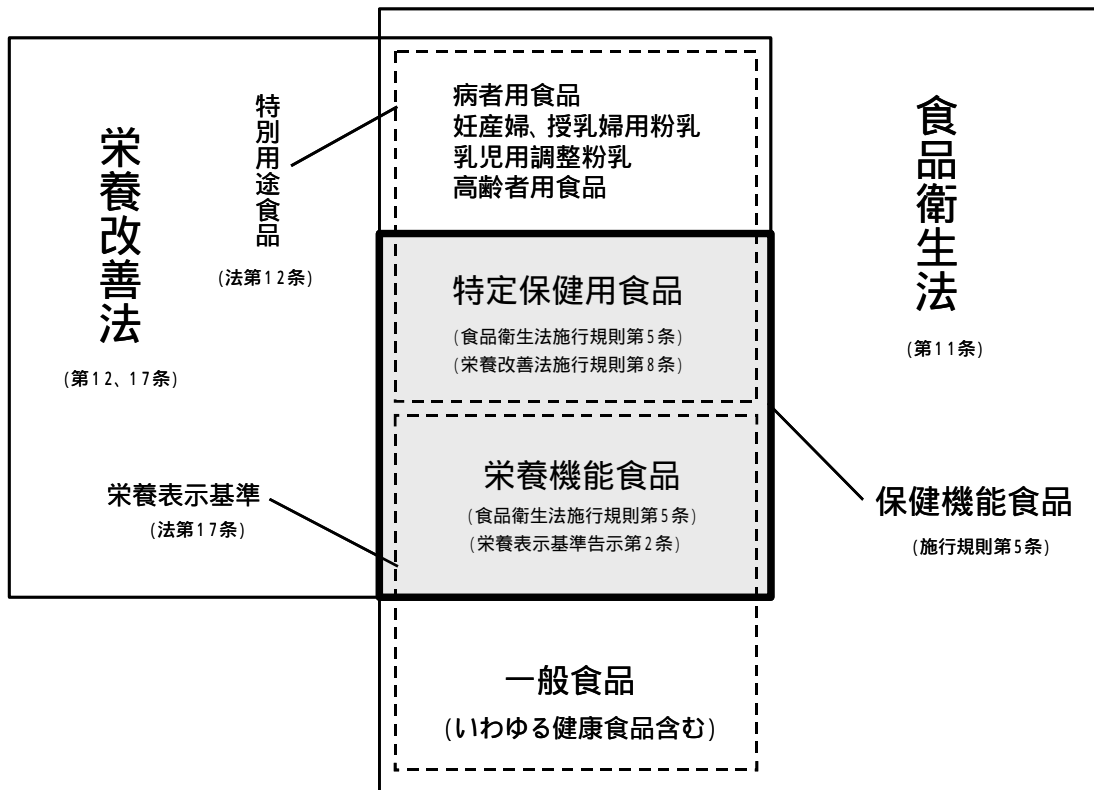 栄養改善法
(第12、17条)
特別用途食品
(法第12条)
病者用食品
妊産婦、授乳婦用粉乳
乳児用調整粉乳
高齢者用食品
特定保健用食品
(食品衛生法施行規則第5条)
(栄養改善法施行規則第8条)
食品衛生法
(第11条)
栄養表示基準
(法第17条)
栄養機能食品
(食品衛生法施行規則第5条)
(栄養表示基準告示第2条)
保健機能食品
(施行規則第5条)
一般食品
(いわゆる健康食品含む)